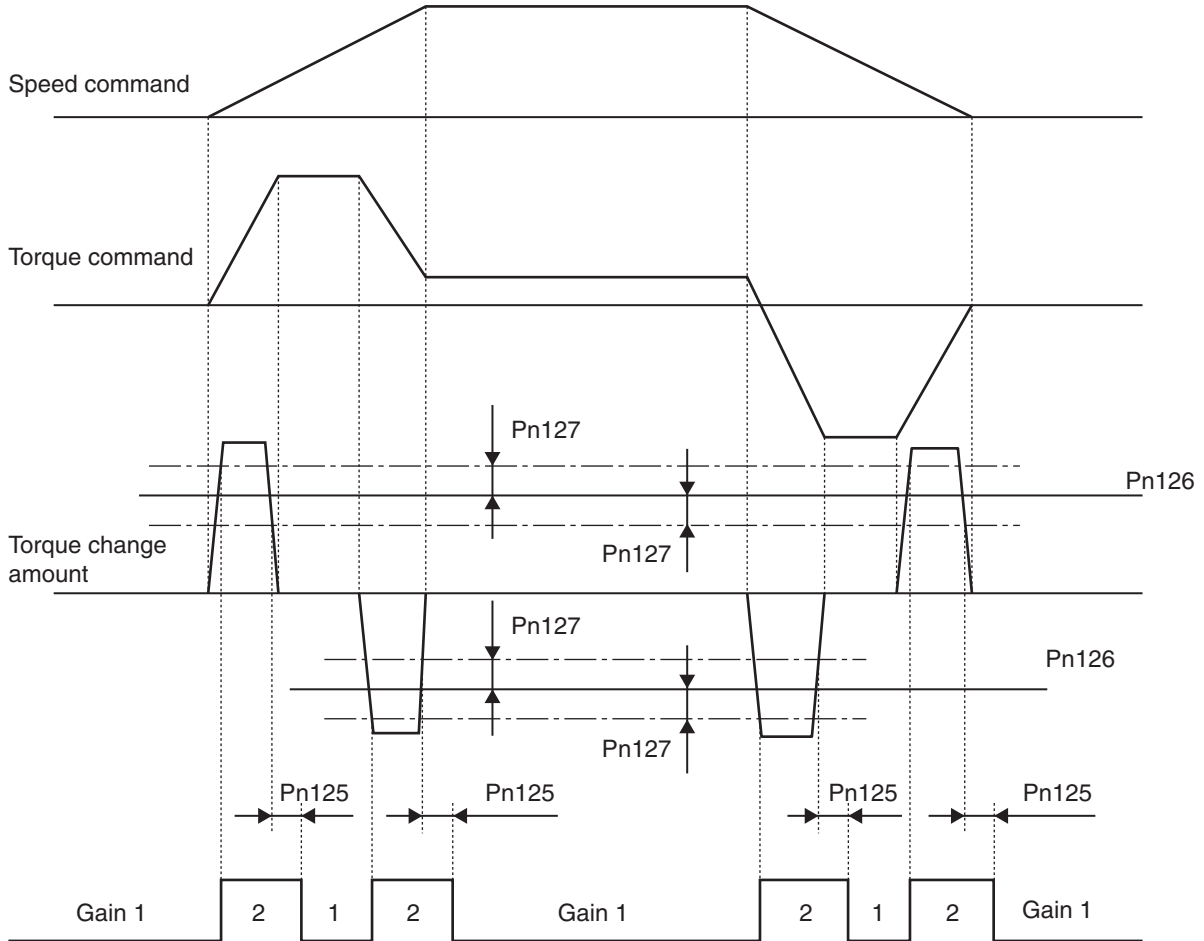 Speed command
Torque command
Pn127
Pn126
Pn127
Torque change
amount
Pn127
Pn126
Pn127
Pn125
Pn125
Pn125
Pn125
Gain 1
2
1
2
Gain 1
2
1
2
Gain 1